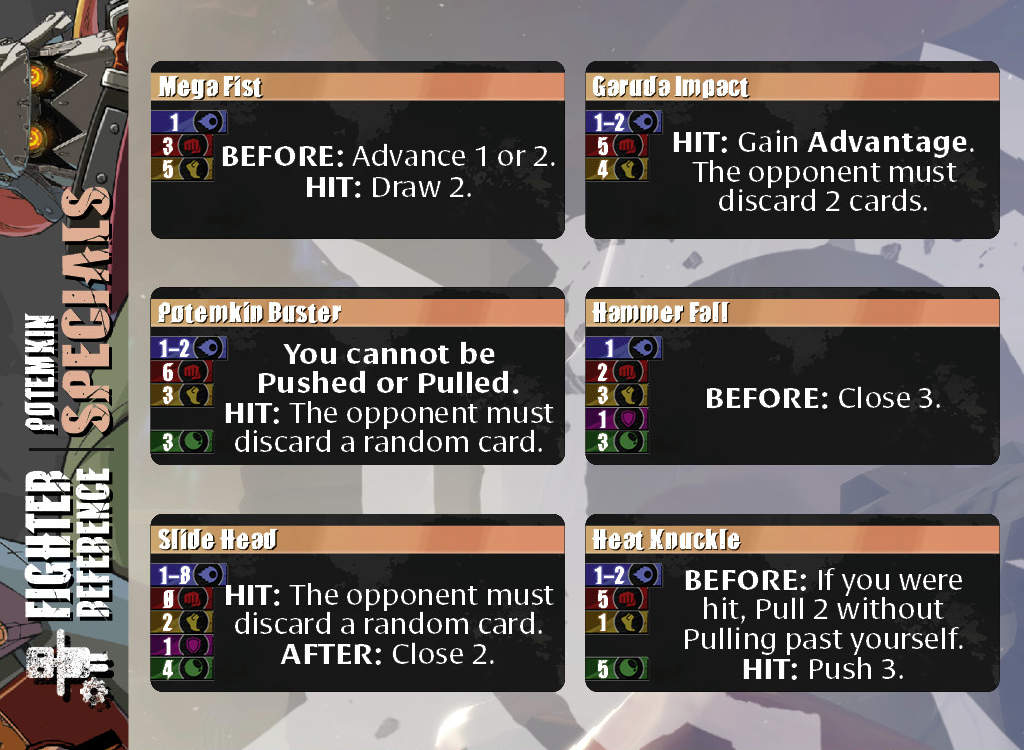 FIGHTER REFERENCE
POTEMKIN
SPECIALS
Mega Fist
1
3
5
BEFORE: Advance 1 or 2.
HIT: Draw 2.
Garuda Impact
1–2
5
4
HIT: Gain Advantage.
The opponent must
discard 2 cards.
Potemkin Buster
1–2
6
3
3
You cannot be
Pushed or Pulled.
HIT: The opponent must
discard a random card.
Hammer Fall
1
2
3
1
3
BEFORE: Close 3.
Slide Head
1–8
0
2
1
4
HIT: The opponent must
discard a random card.
AFTER: Close 2.
Heat Knuckle
1–2
5
1
5
BEFORE: If you were
hit, Pull 2 without
Pulling past yourself.
HIT: Push 3.